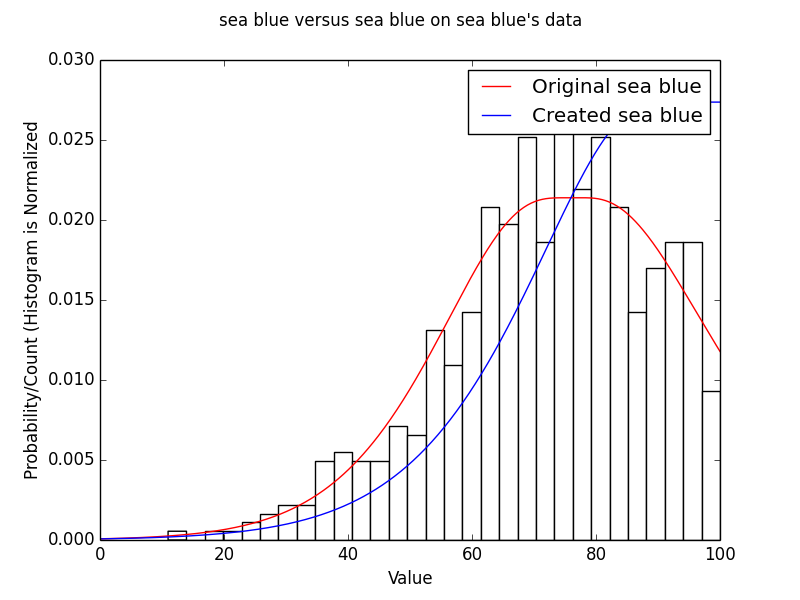 sea blue versus sea blue on sea blue's data
0.030
0.025
0.020
0.015
0.010
0.005
0.000
Probability/Count (Histogram is Normalized
Original sea blue
Created sea blue
0 20 40 60 80 100
Value